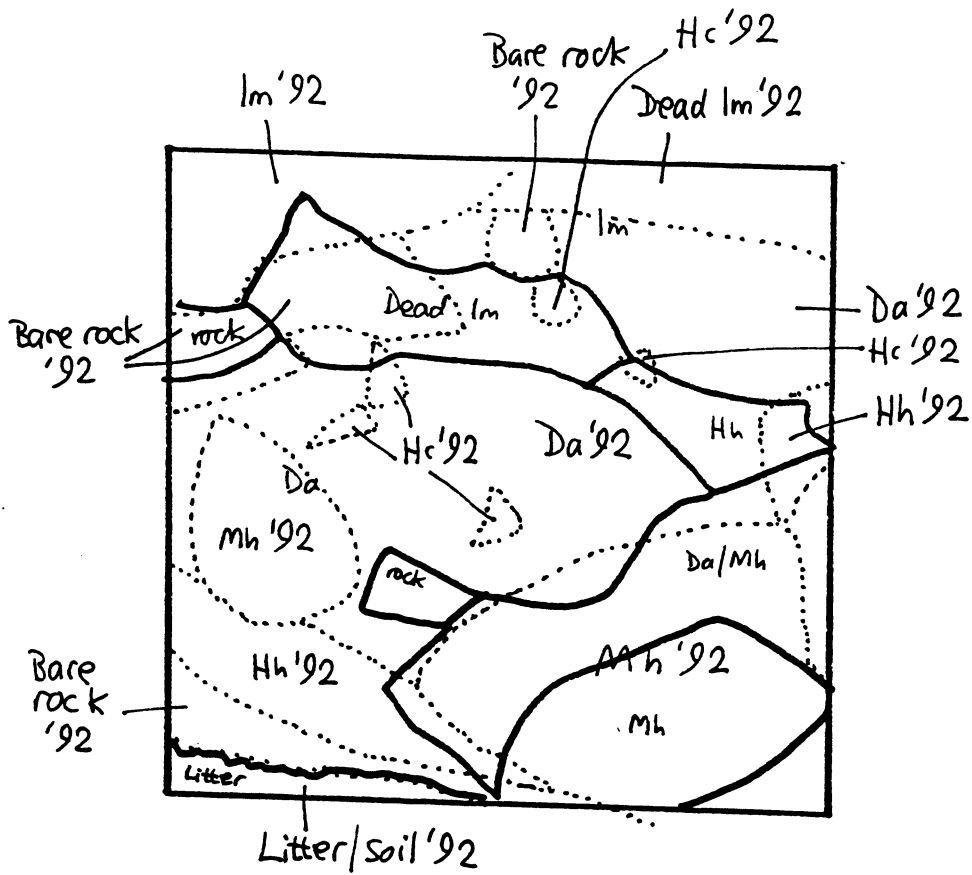 Hc '92
Bare rock
'92
Im '92
Dead Im '92
Im
Da '92
Dead Im
Bare rock
'92
rock
Hc '92
Hh '92
Hh
Hc '92
Da '92
Da
Mh '92
rock
Da/Mh
Hh '92
Mh '92
Bare
rock
'92
Mh
Litter
Litter/soil '92